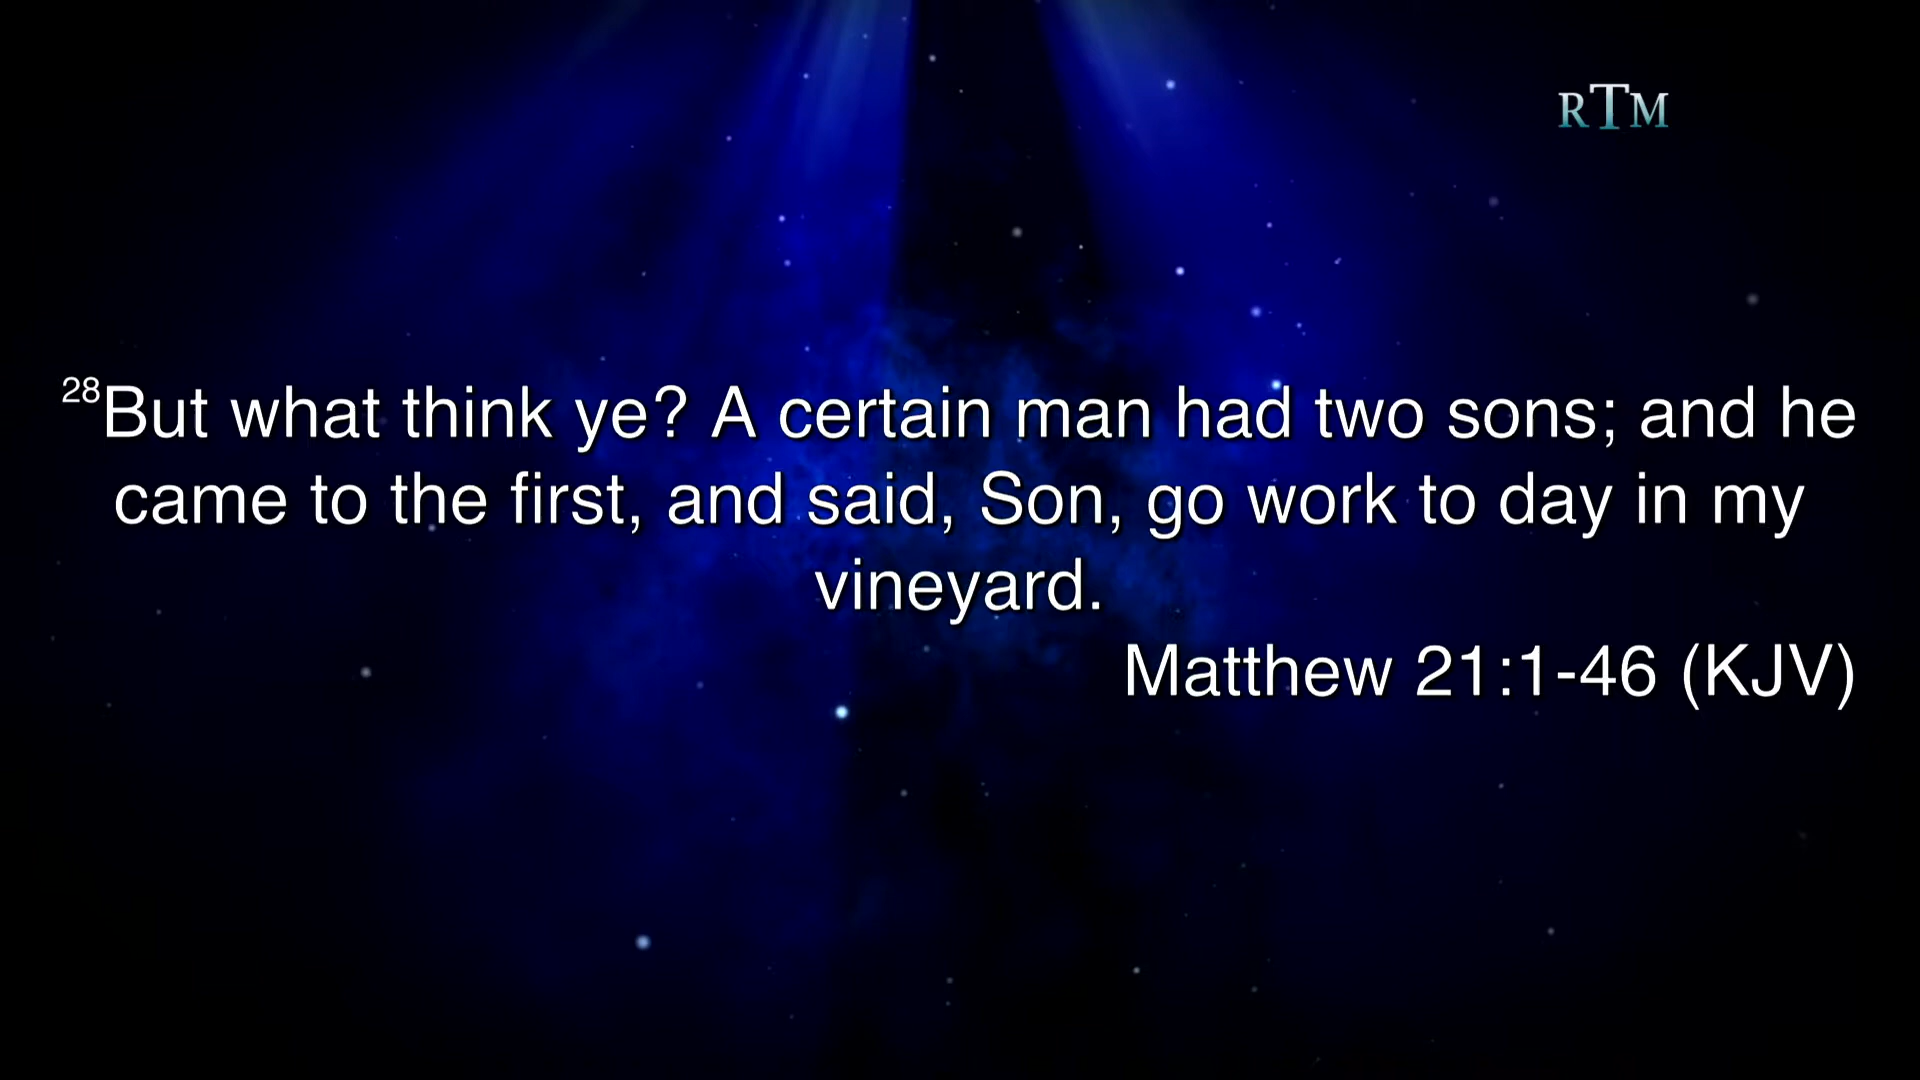 RTM
28But what think ye? A certain man had two sons; and he
came to the first, and said, Son, go work to day in my
vineyard.
Matthew 21:1-46 (KJV)